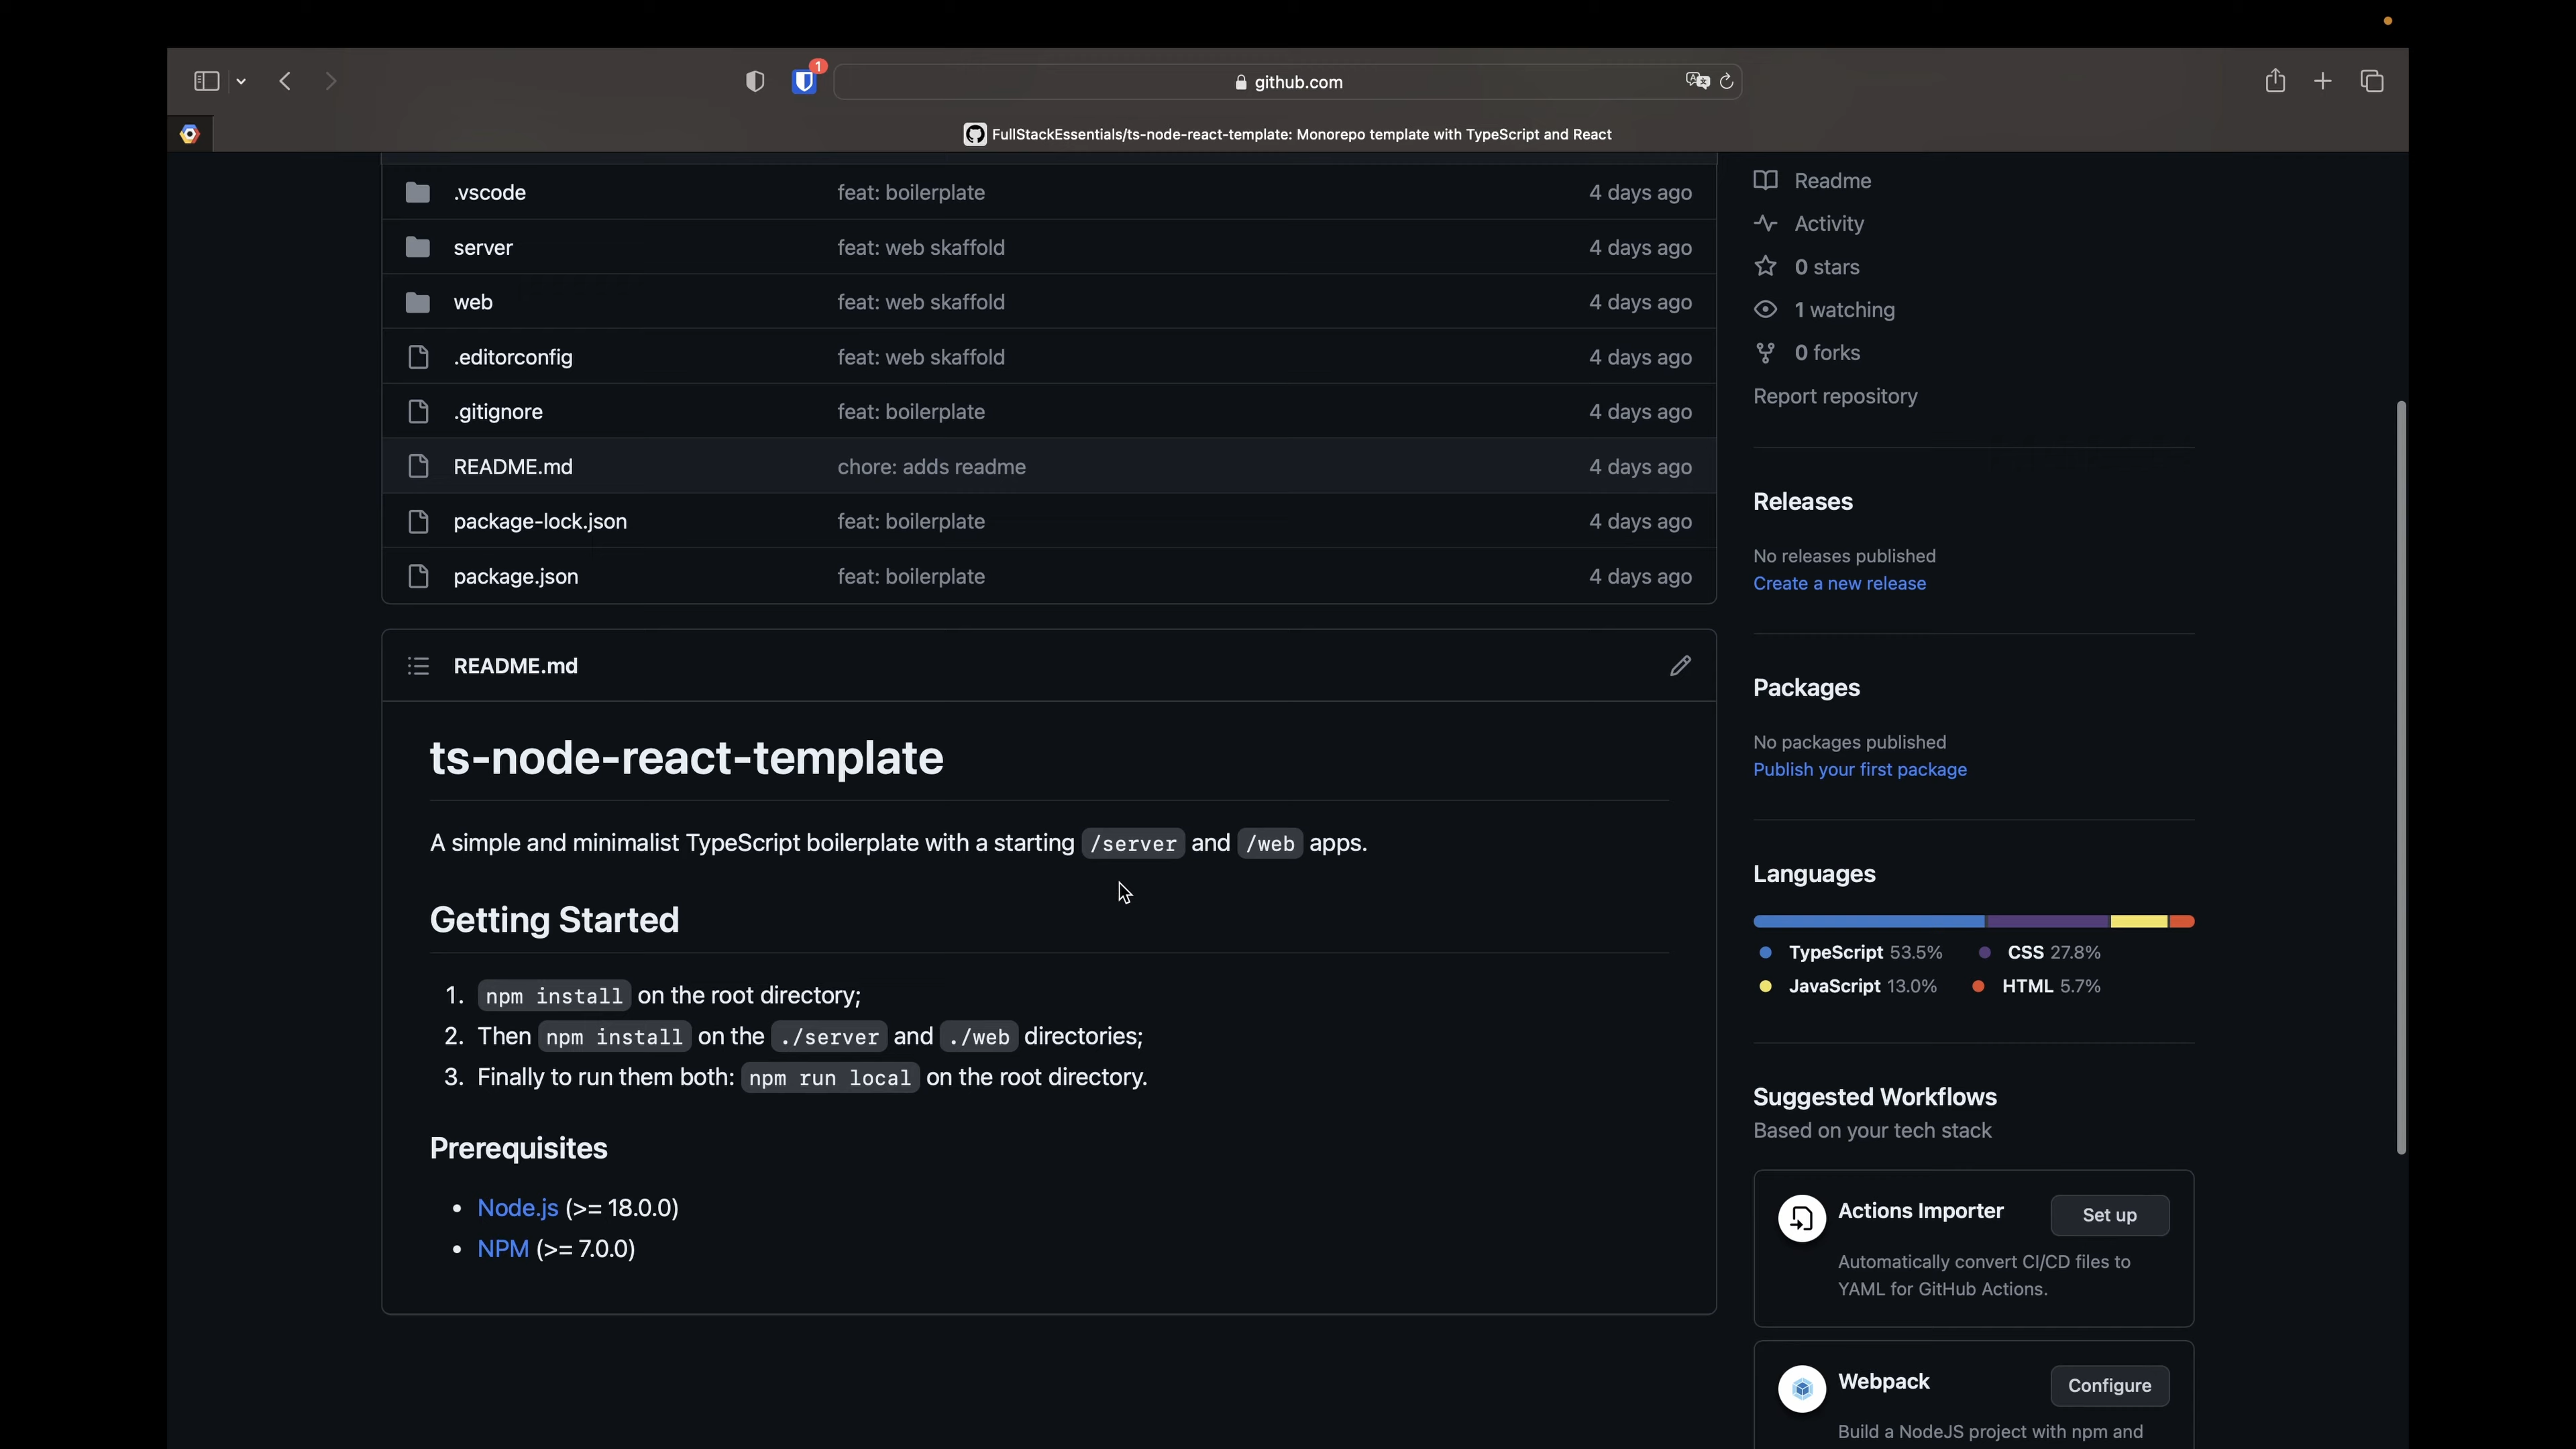 1
github.com
FullStackEssentials/ts-node-react-template: Monorepo template with TypeScript and React
.vscode feat: boilerplate 4 days ago
server feat: web skaffold 4 days ago
web feat: web skaffold 4 days ago
.editorconfig feat: web skaffold 4 days ago
.gitignore feat: boilerplate 4 days ago
README.md chore: adds readme 4 days ago
package-lock.json feat: boilerplate 4 days ago
package.json feat: boilerplate 4 days ago
README.md
ts-node-react-template
A simple and minimalist TypeScript boilerplate with a starting /server and /web apps.
Getting Started
1. npm install on the root directory;
2. Then npm install on the ./server and ./web directories;
3. Finally to run them both: npm run local on the root directory.
Prerequisites
• Node.js (>= 18.0.0)
• NPM (>= 7.0.0)
Readme
Activity
0 stars
1 watching
0 forks
Report repository
Releases
No releases published
Create a new release
Packages
No packages published
Publish your first package
Languages
TypeScript 53.5% CSS 27.8%
JavaScript 13.0% HTML 5.7%
Suggested Workflows
Based on your tech stack
Actions Importer Set up
Automatically convert CI/CD files to
YAML for GitHub Actions.
Webpack Configure
Build a NodeJS project with npm and